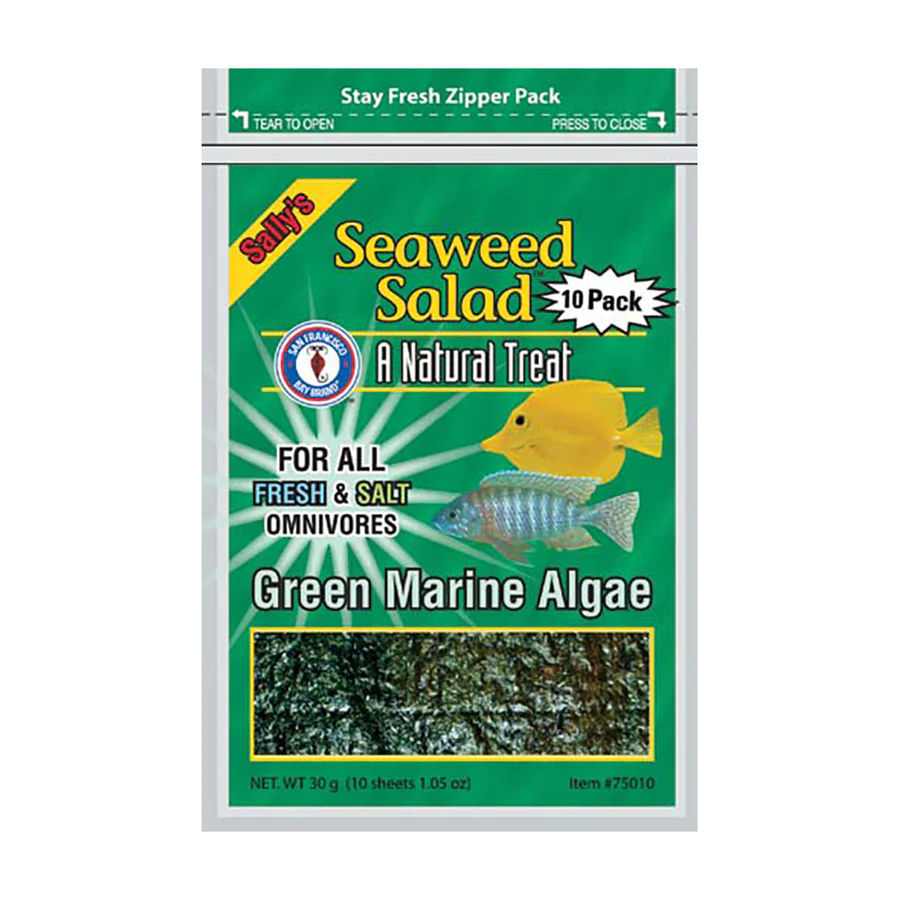 Stay Fresh Zipper Pack
TEAR TO OPEN PRESS TO CLOSE
Sally's
Seaweed
Salad™
10 Pack
SAN FRANCISCO
BAY BRAND®
™
A Natural Treat
FOR ALL
FRESH & SALT
OMNIVORES
Green Marine Algae
NET. WT 30 g (10 sheets 1.05 oz) Item #75010